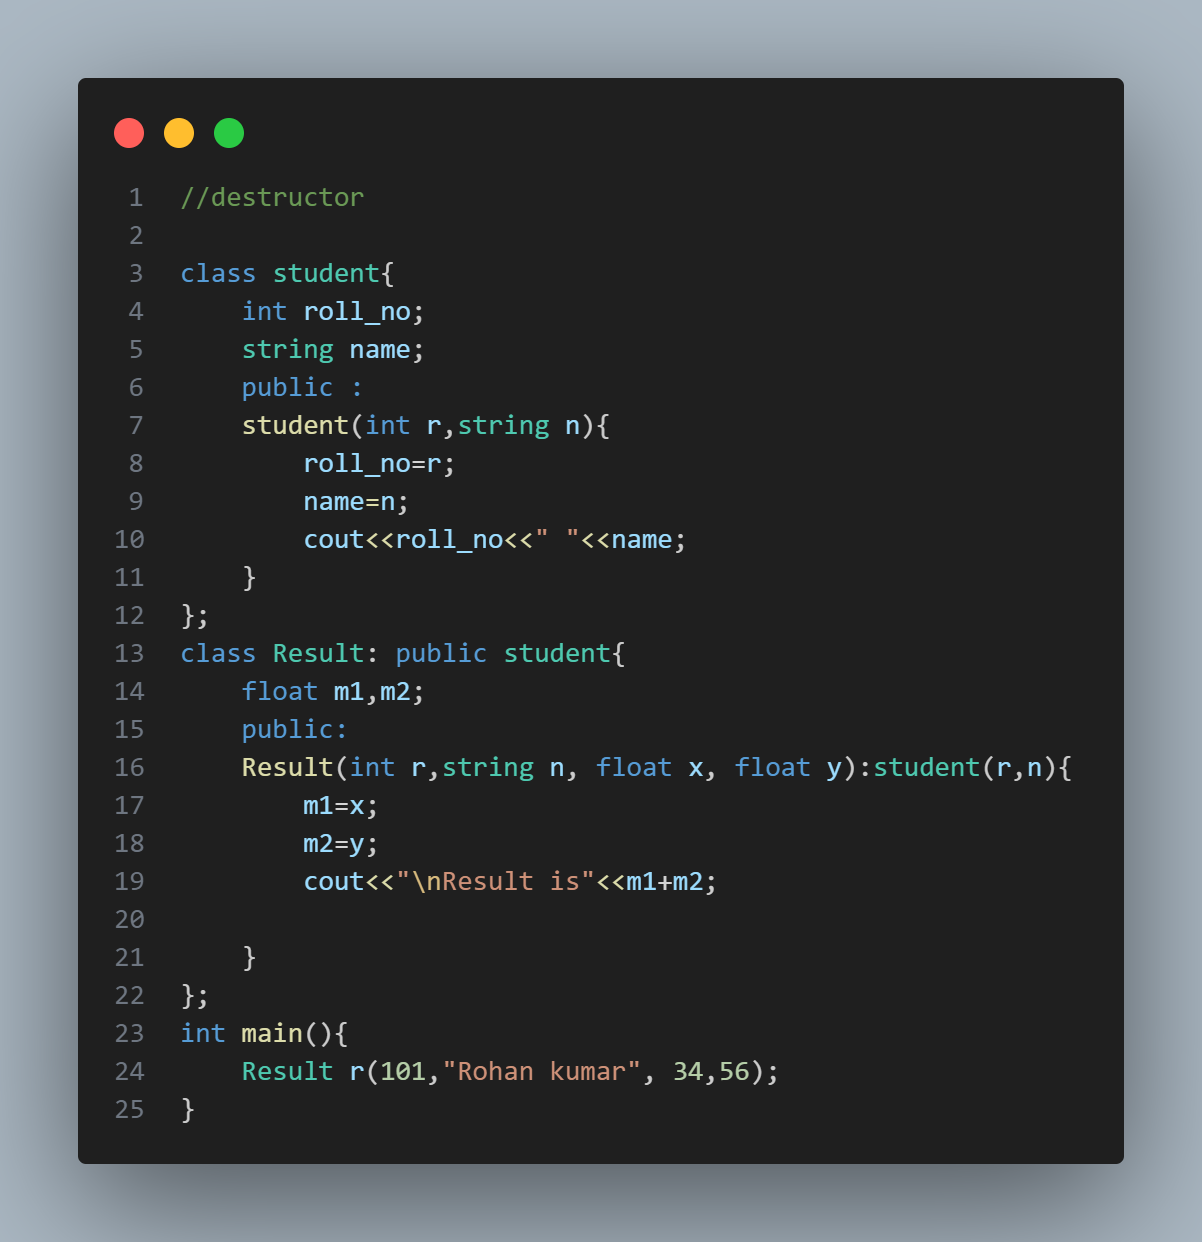 1 //destructor
2
3 class student{
4     int roll_no;
5     string name;
6     public :
7     student(int r,string n){
8         roll_no=r;
9         name=n;
10         cout<<roll_no<<" "<<name;
11     }
12 };
13 class Result: public student{
14     float m1,m2;
15     public:
16     Result(int r,string n, float x, float y):student(r,n){
17         m1=x;
18         m2=y;
19         cout<<"\nResult is"<<m1+m2;
20
21     }
22 };
23 int main(){
24     Result r(101,"Rohan kumar", 34,56);
25 }